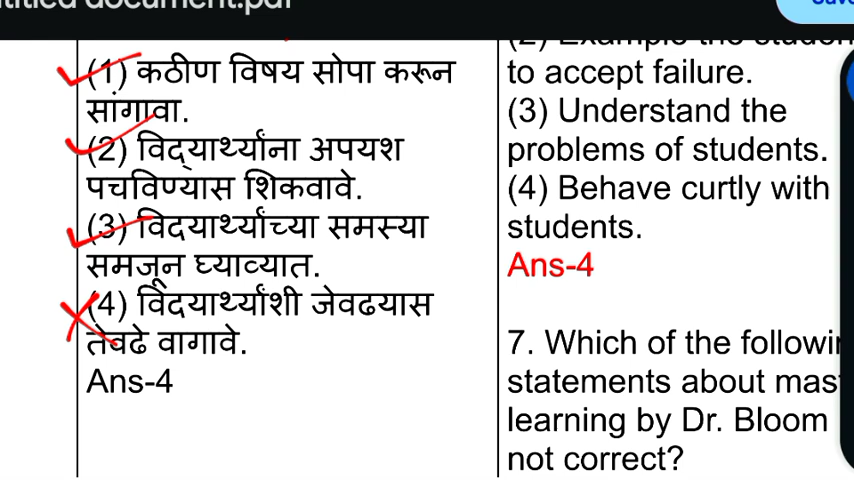 (1) कठीण विषय सोपा करून
सांगावा.
(2) विद्यार्थ्यांना अपयश
पचविण्यास शिकवावे.
(3) विदयार्थ्यांच्या समस्या
समजून घ्याव्यात.
(4) विदयार्थ्यांशी जेवढयास
तेवढे वागावे.
Ans-4
to accept failure.
(3) Understand the
problems of students.
(4) Behave curtly with
students.
Ans-4
7. Which of the
statements about
learning by Dr. Bloom
not correct?